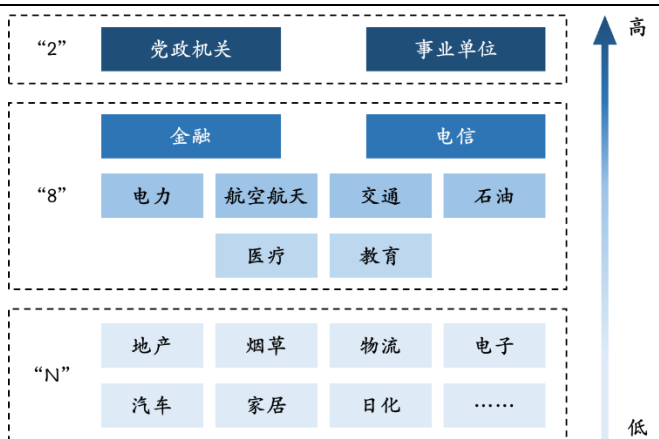 高
“2” 党政机关 事业单位
金融 电信
“8” 电力 航空航天 交通 石油
医疗 教育
地产 烟草 物流 电子
“N”
汽车 家居 日化 ……
低